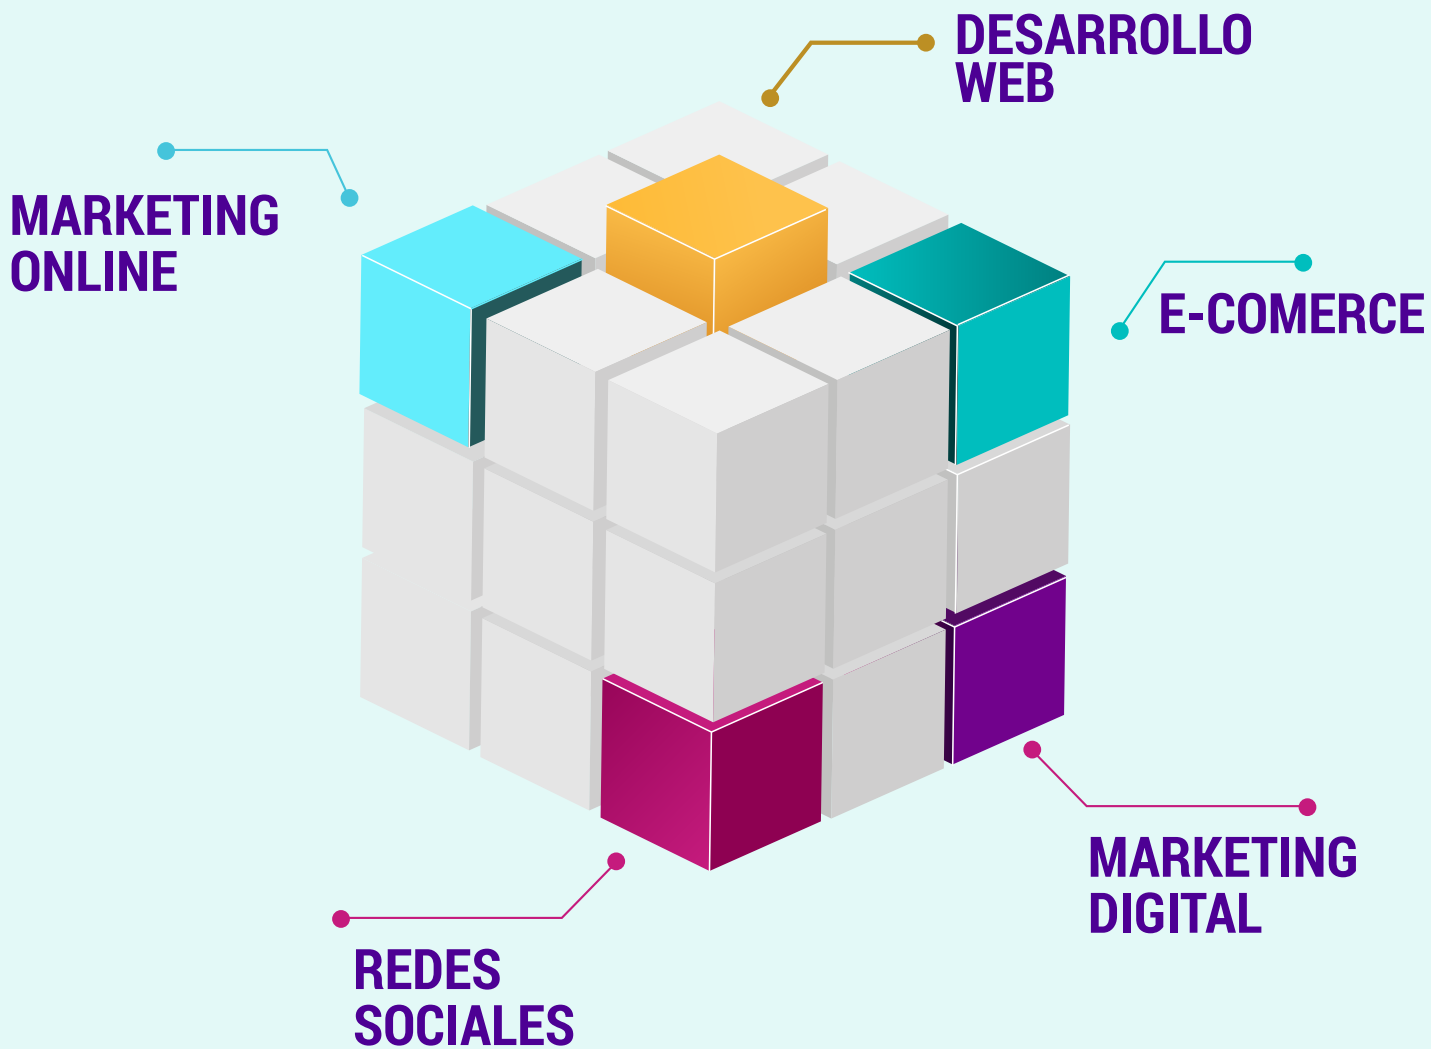 DESARROLLO
WEB
MARKETING
ONLINE
E-COMERCE
MARKETING
DIGITAL
REDES
SOCIALES